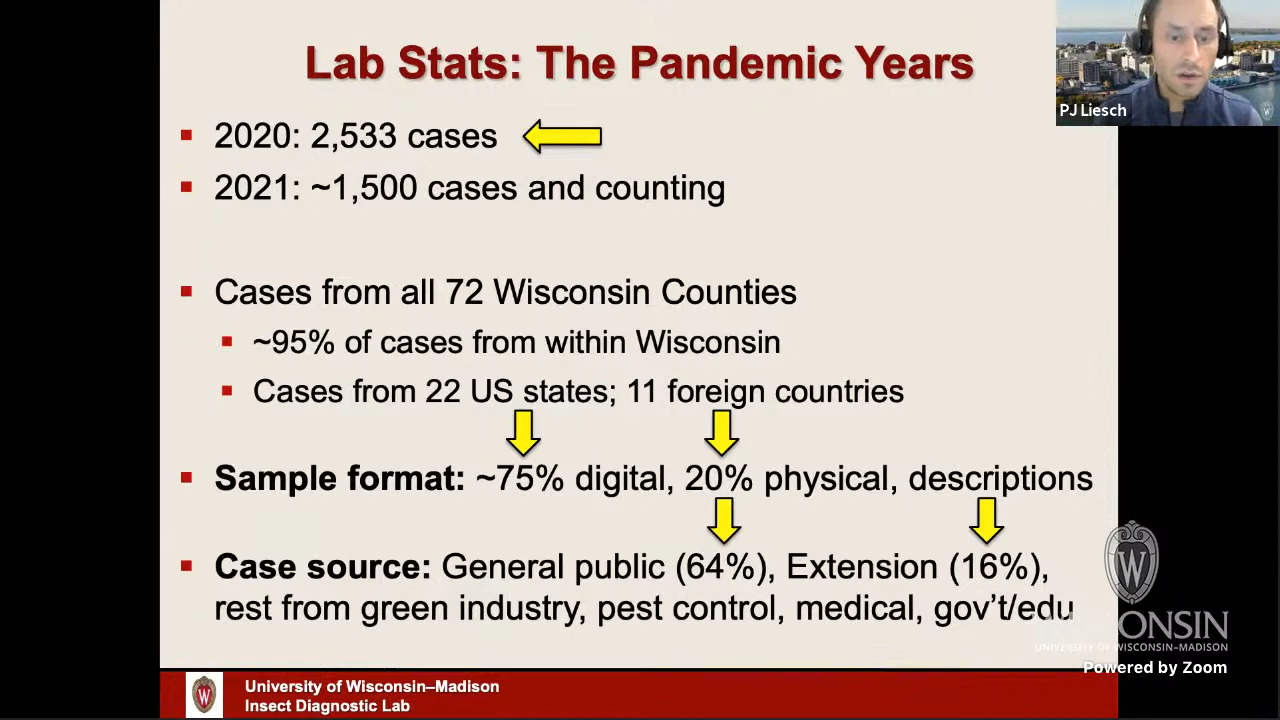 Lab Stats: The Pandemic Years
PJ Liesch
2020: 2,533 cases
2021: ~1,500 cases and counting
Cases from all 72 Wisconsin Counties
~95% of cases from within Wisconsin
Cases from 22 US states; 11 foreign countries
Sample format: ~75% digital, 20% physical, descriptions
Case source: General public (64%), Extension (16%),
rest from green industry, pest control, medical, gov’t/edu
W
WISCONSIN
UNIVERSITY OF WISCONSIN–MADISON
Powered by Zoom
W
University of Wisconsin–Madison
Insect Diagnostic Lab